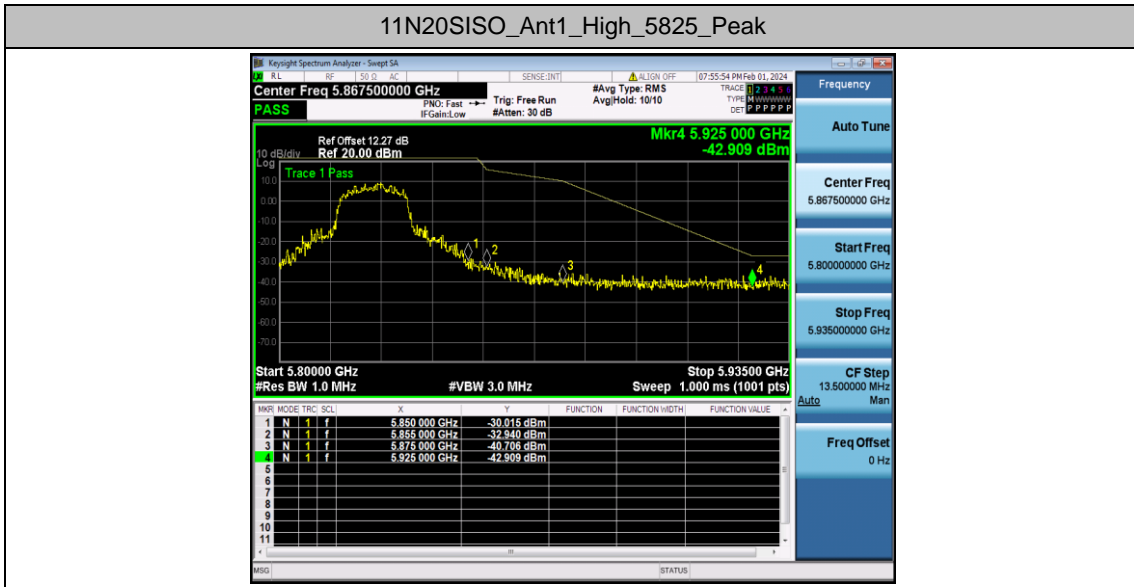 11N20SISO_Ant1_High_5825_Peak
Keysight Spectrum Analyzer - Swept SA
RL RF 50 Ω AC SENSE:INT ALIGN OFF 07:55:54 PM Feb 01, 2024
Center Freq 5.867500000 GHz
PASS
PNO: Fast
IFGain:Low
Trig: Free Run
#Atten: 30 dB
#Avg Type: RMS
Avg|Hold: 10/10
TRACE 1 2 3 4 5 6
TYPE M WWWWW
DET P P P P P P
Frequency
Auto Tune
Center Freq
5.867500000 GHz
Start Freq
5.800000000 GHz
Stop Freq
5.935000000 GHz
CF Step
13.500000 MHz
Auto Man
Freq Offset
0 Hz
Mkr4 5.925 000 GHz
-42.909 dBm
Ref Offset 12.27 dB
10 dB/div Ref 20.00 dBm
Log
Trace 1 Pass
10.0
0.00
-10.0
-20.0
-30.0
-40.0
-50.0
-60.0
-70.0
1
2
3
4
Start 5.80000 GHz Stop 5.93500 GHz
#Res BW 1.0 MHz #VBW 3.0 MHz Sweep 1.000 ms (1001 pts)
MKR MODE TRC SCL X Y FUNCTION FUNCTION WIDTH FUNCTION VALUE
1 N 1 f 5.850 000 GHz -30.015 dBm
2 N 1 f 5.855 000 GHz -32.940 dBm
3 N 1 f 5.875 000 GHz -40.706 dBm
4 N 1 f 5.925 000 GHz -42.909 dBm
5
6
7
8
9
10
11
MSG STATUS